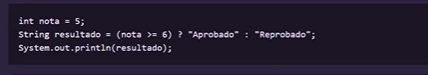 int nota = 5;
String resultado = (nota >= 6) ? "Aprobado" : "Reprobado";
System.out.println(resultado);